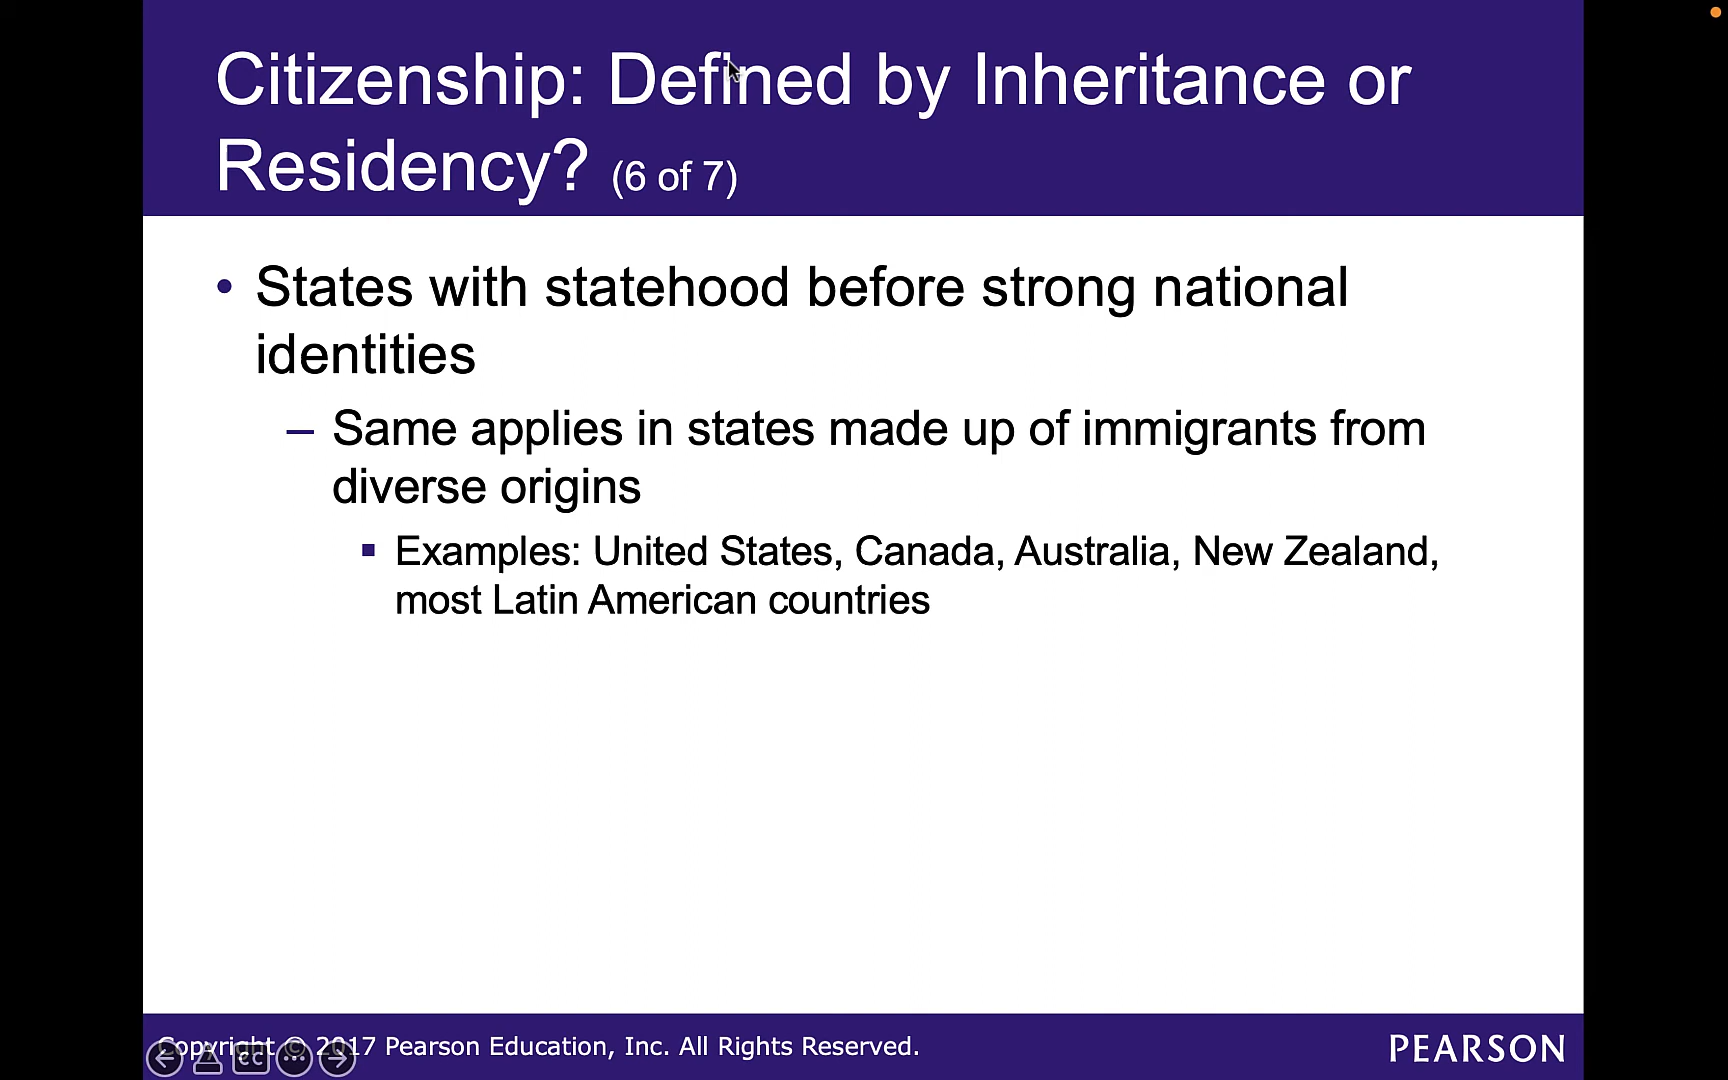 Citizenship: Defined by Inheritance or
Residency? (6 of 7)
• States with statehood before strong national
identities
– Same applies in states made up of immigrants from
diverse origins
▪ Examples: United States, Canada, Australia, New Zealand,
most Latin American countries
Copyright © 2017 Pearson Education, Inc. All Rights Reserved.
CC
PEARSON